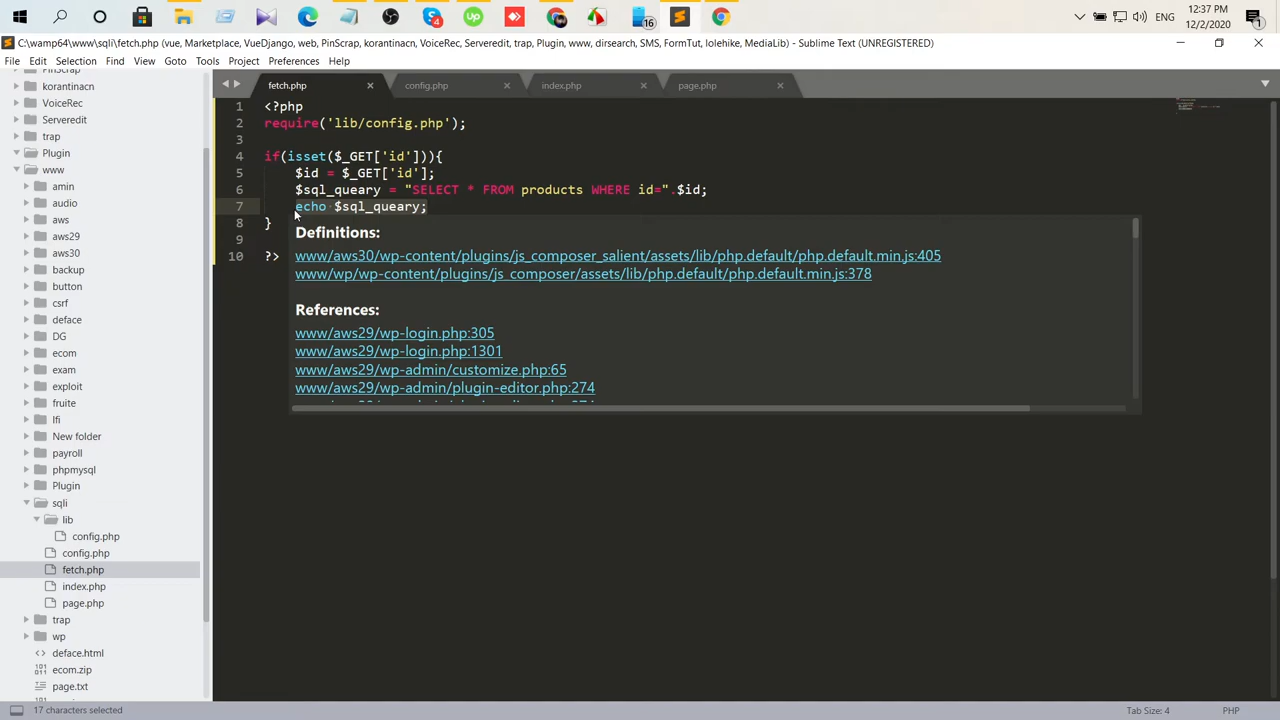 16
ENG
12:37 PM
12/2/2020
1
C:\wamp64\www\sqli\fetch.php (vue, Marketplace, VueDjango, web, PinScrap, korantinacn, VoiceRec, Serveredit, trap, Plugin, www, dirsearch, SMS, FormTut, lolehike, MediaLib) - Sublime Text (UNREGISTERED)
File Edit Selection Find View Goto Tools Project Preferences Help
PinScrap
korantinacn
VoiceRec
Serveredit
trap
Plugin
www
amin
audio
aws
aws29
aws30
backup
button
csrf
deface
DG
ecom
exam
exploit
fruite
lfi
New folder
payroll
phpmysql
Plugin
sqli
lib
config.php
config.php
fetch.php
index.php
page.php
trap
wp
deface.html
ecom.zip
page.txt
fetch.php config.php index.php page.php
1 <?php
2 require('lib/config.php');
3
4 if(isset($_GET['id'])){
5 $id = $_GET['id'];
6 $sql_queary = "SELECT * FROM products WHERE id=".$id;
7 echo $sql_queary;
8 }
9
10 ?>
Definitions:
www/aws30/wp-content/plugins/js_composer_salient/assets/lib/php.default/php.default.min.js:405
www/wp/wp-content/plugins/js_composer/assets/lib/php.default/php.default.min.js:378
References:
www/aws29/wp-login.php:305
www/aws29/wp-login.php:1301
www/aws29/wp-admin/customize.php:65
www/aws29/wp-admin/plugin-editor.php:274
17 characters selected
Tab Size: 4
PHP